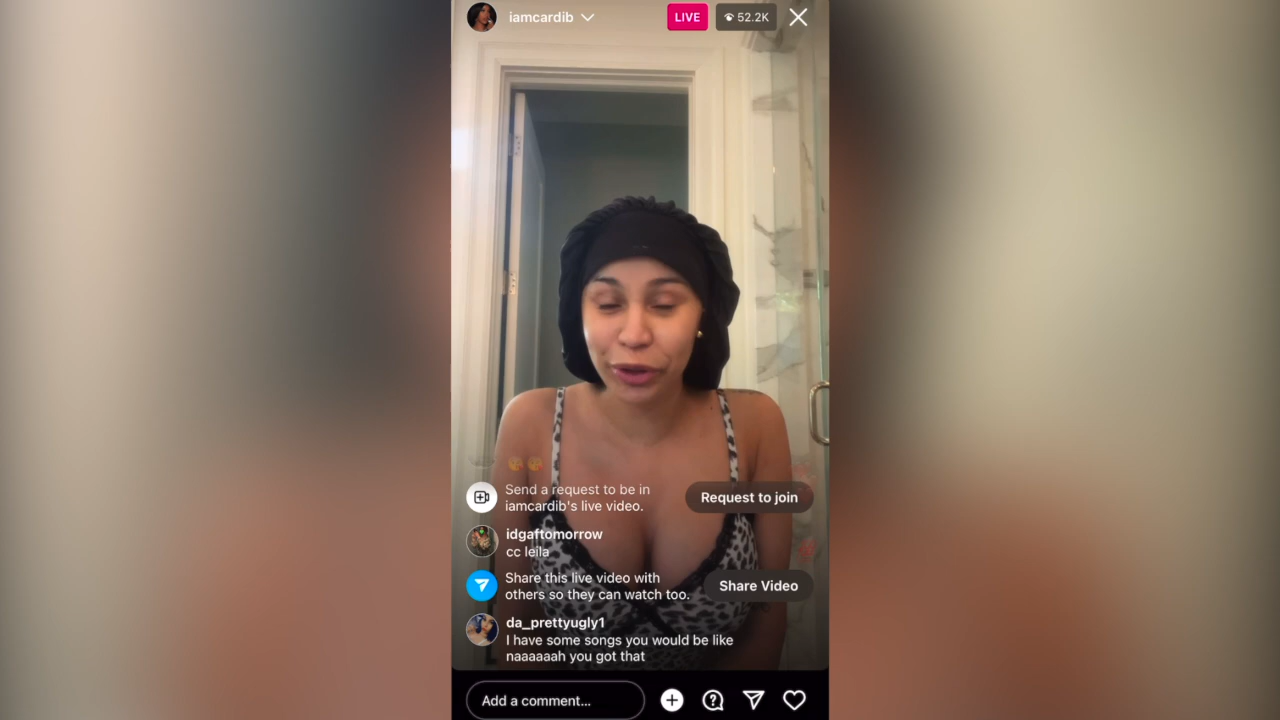 iamcardib
LIVE
52.2K
Send a request to be in
iamcardib's live video.
Request to join
idgaftomorrow
cc leila
Share this live video with
others so they can watch too.
Share Video
da_prettyugly1
I have some songs you would be like
naaaaaah you got that
Add a comment...